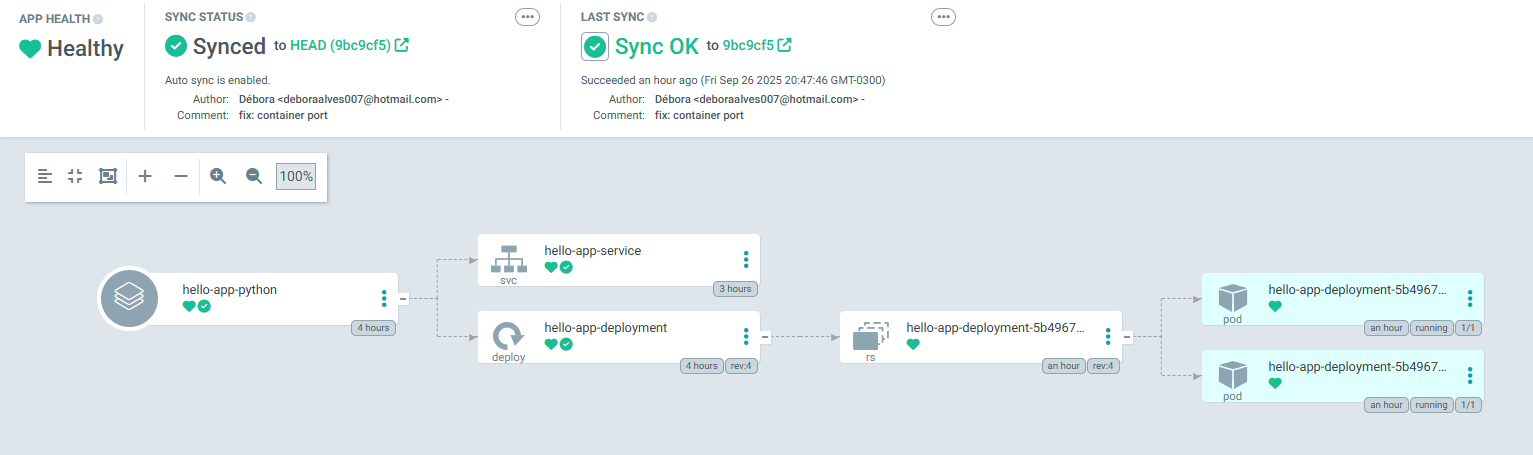 APP HEALTH
Healthy
SYNC STATUS
Synced to HEAD (9bc9cf5)
Auto sync is enabled.
Author: Débora <deboraalves007@hotmail.com> -
Comment: fix: container port
LAST SYNC
Sync OK to 9bc9cf5
Succeeded an hour ago (Fri Sep 26 2025 20:47:46 GMT-0300)
Author: Débora <deboraalves007@hotmail.com> -
Comment: fix: container port
100%
hello-app-python
4 hours
hello-app-service
svc
3 hours
hello-app-deployment
deploy
4 hours rev:4
hello-app-deployment-5b4967...
rs
an hour rev:4
hello-app-deployment-5b4967...
pod
an hour running 1/1
hello-app-deployment-5b4967...
pod
an hour running 1/1